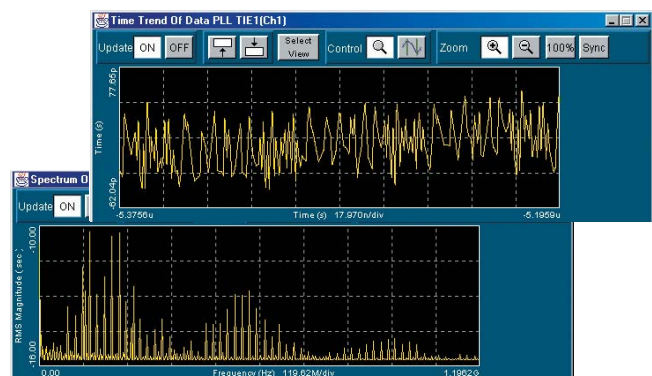 Time Trend Of Data PLL TIE1(Ch1)
Update ON OFF Select View Control Zoom 100% Sync
77.65p
Time (s)
-62.04p
-5.3756u Time (s) 17.970n/div -5.1959u
Spectrum O
Update ON
-10.00
RMS Magnitude ( sec )
-16.00
0.00 Frequency (Hz) 119.62M/div 1.1962G